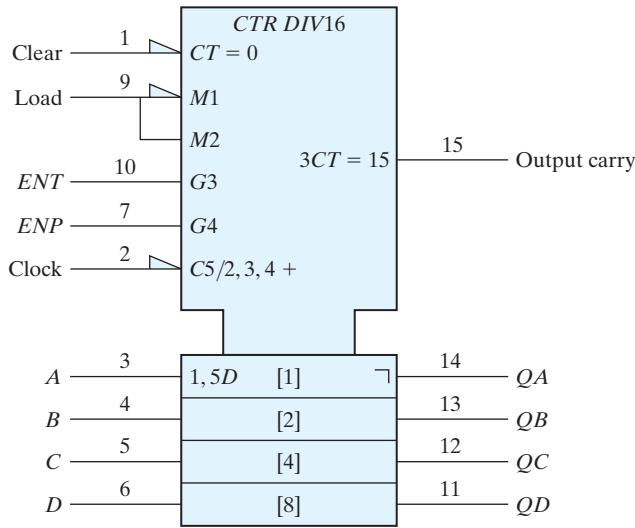 CTR DIV16
Clear 1 CT = 0
Load 9 M1
M2
3CT = 15 15 Output carry
ENT 10 G3
ENP 7 G4
Clock 2 C5/2, 3, 4 +
A 3 1, 5D [1] ¬ 14 QA
B 4 [2] 13 QB
C 5 [4] 12 QC
D 6 [8] 11 QD